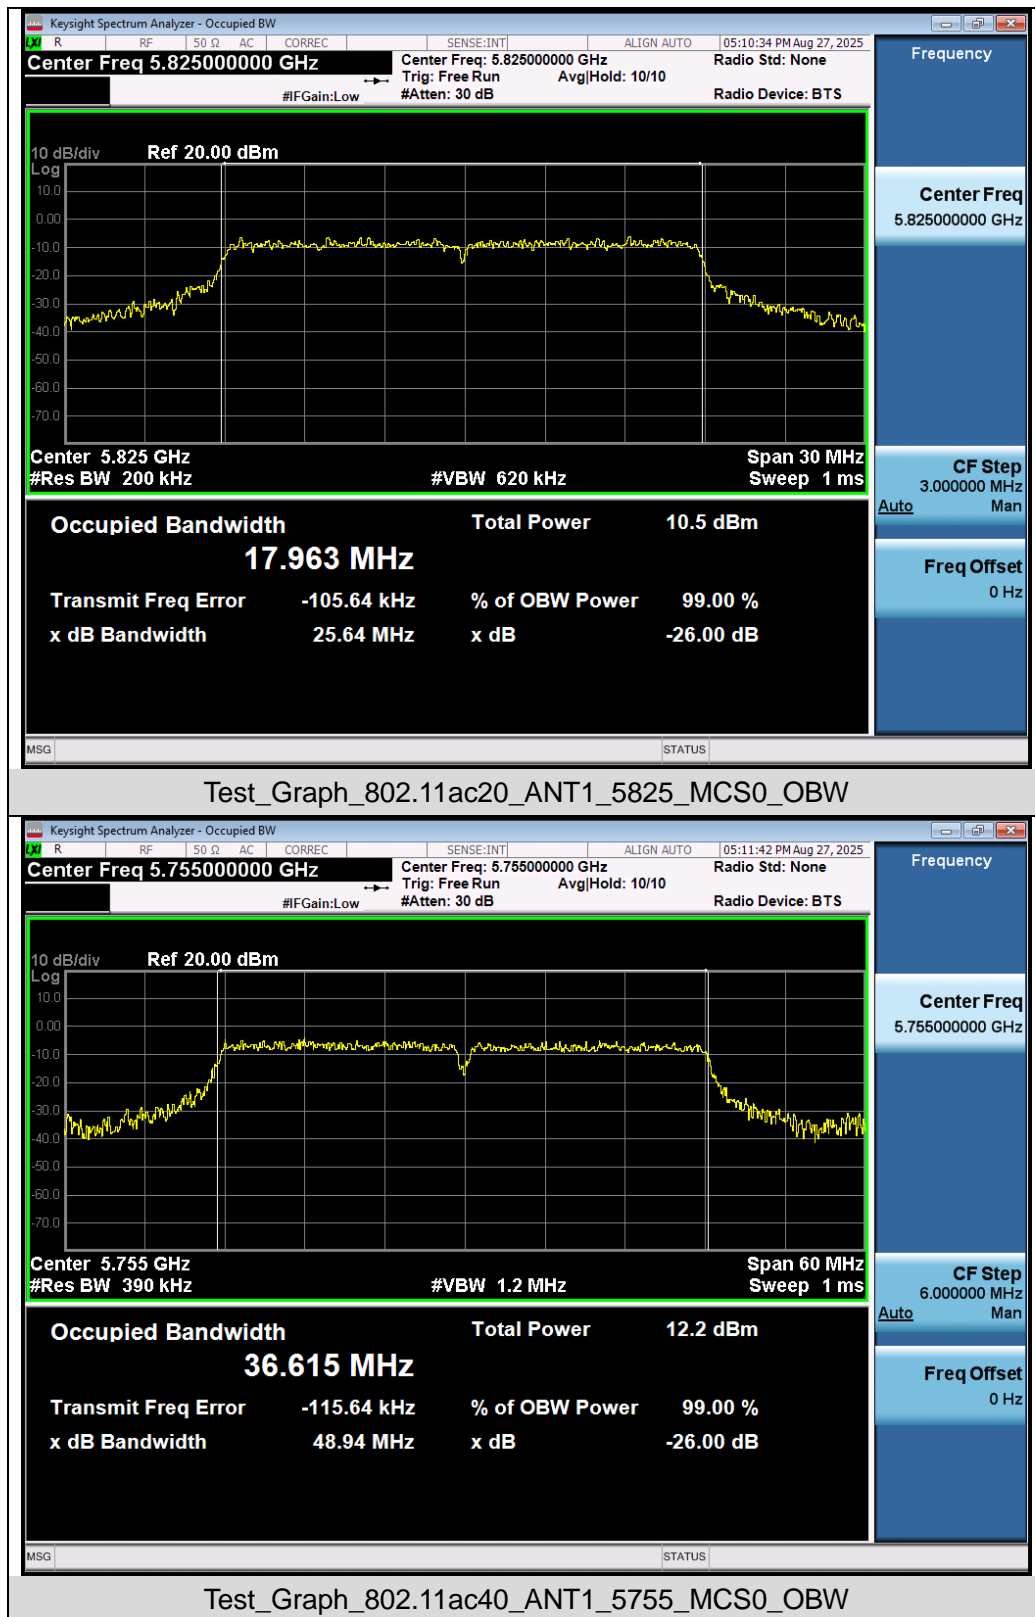 Keysight Spectrum Analyzer - Occupied BW
LXI R RF 50 Ω AC CORREC SENSE:INT ALIGN AUTO 05:10:34 PM Aug 27, 2025
Center Freq 5.825000000 GHz
Center Freq: 5.825000000 GHz
Radio Std: None
Trig: Free Run Avg|Hold: 10/10
#IFGain:Low
#Atten: 30 dB
Radio Device: BTS
10 dB/div Ref 20.00 dBm
Log
10.0
0.00
-10.0
-20.0
-30.0
-40.0
-50.0
-60.0
-70.0
Center 5.825 GHz Span 30 MHz
#Res BW 200 kHz #VBW 620 kHz Sweep 1 ms
Occupied Bandwidth Total Power 10.5 dBm
17.963 MHz
Transmit Freq Error -105.64 kHz % of OBW Power 99.00 %
x dB Bandwidth 25.64 MHz x dB -26.00 dB
MSG STATUS
Frequency
Center Freq
5.825000000 GHz
CF Step
3.000000 MHz
Auto Man
Freq Offset
0 Hz
Test_Graph_802.11ac20_ANT1_5825_MCS0_OBW
Keysight Spectrum Analyzer - Occupied BW
LXI R RF 50 Ω AC CORREC SENSE:INT ALIGN AUTO 05:11:42 PM Aug 27, 2025
Center Freq 5.755000000 GHz
Center Freq: 5.755000000 GHz
Radio Std: None
Trig: Free Run Avg|Hold: 10/10
#IFGain:Low
#Atten: 30 dB
Radio Device: BTS
10 dB/div Ref 20.00 dBm
Log
10.0
0.00
-10.0
-20.0
-30.0
-40.0
-50.0
-60.0
-70.0
Center 5.755 GHz Span 60 MHz
#Res BW 390 kHz #VBW 1.2 MHz Sweep 1 ms
Occupied Bandwidth Total Power 12.2 dBm
36.615 MHz
Transmit Freq Error -115.64 kHz % of OBW Power 99.00 %
x dB Bandwidth 48.94 MHz x dB -26.00 dB
MSG STATUS
Frequency
Center Freq
5.755000000 GHz
CF Step
6.000000 MHz
Auto Man
Freq Offset
0 Hz
Test_Graph_802.11ac40_ANT1_5755_MCS0_OBW